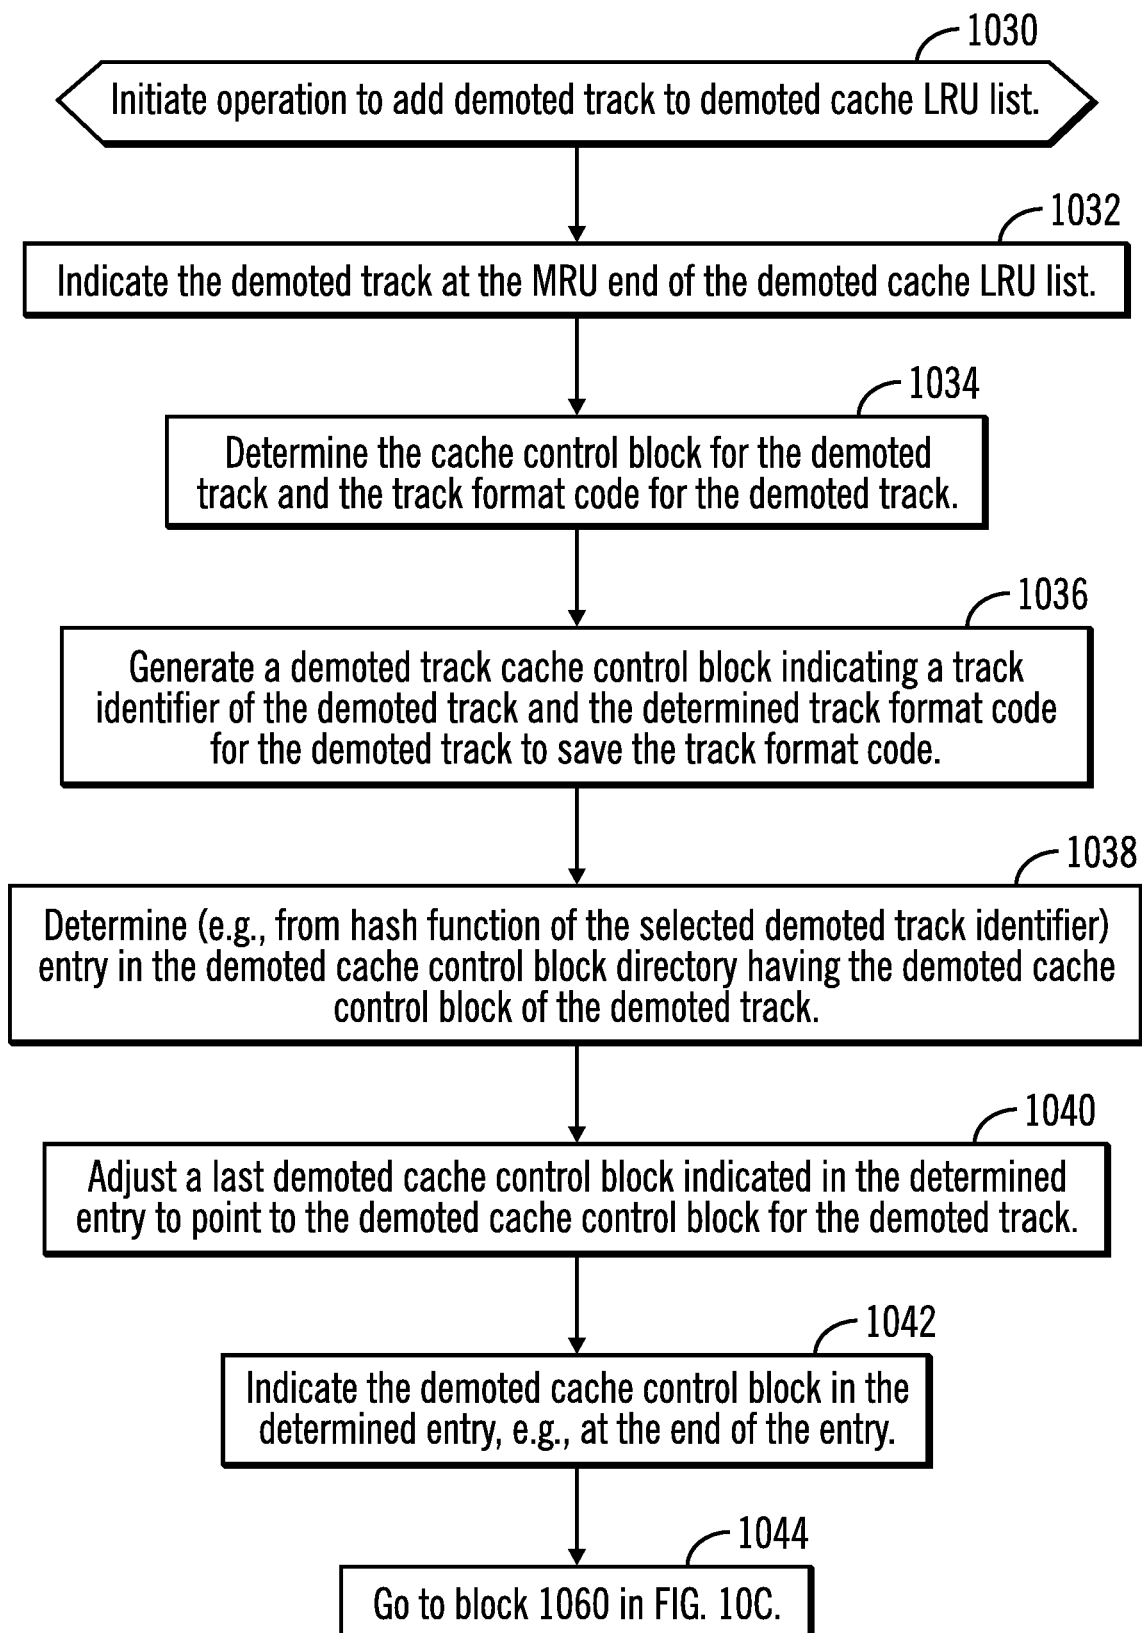 1030
Initiate operation to add demoted track to demoted cache LRU list.
1032
Indicate the demoted track at the MRU end of the demoted cache LRU list.
1034
Determine the cache control block for the demoted
track and the track format code for the demoted track.
1036
Generate a demoted track cache control block indicating a track
identifier of the demoted track and the determined track format code
for the demoted track to save the track format code.
1038
Determine (e.g., from hash function of the selected demoted track identifier)
entry in the demoted cache control block directory having the demoted cache
control block of the demoted track.
1040
Adjust a last demoted cache control block indicated in the determined
entry to point to the demoted cache control block for the demoted track.
1042
Indicate the demoted cache control block in the
determined entry, e.g., at the end of the entry.
1044
Go to block 1060 in FIG. 10C.